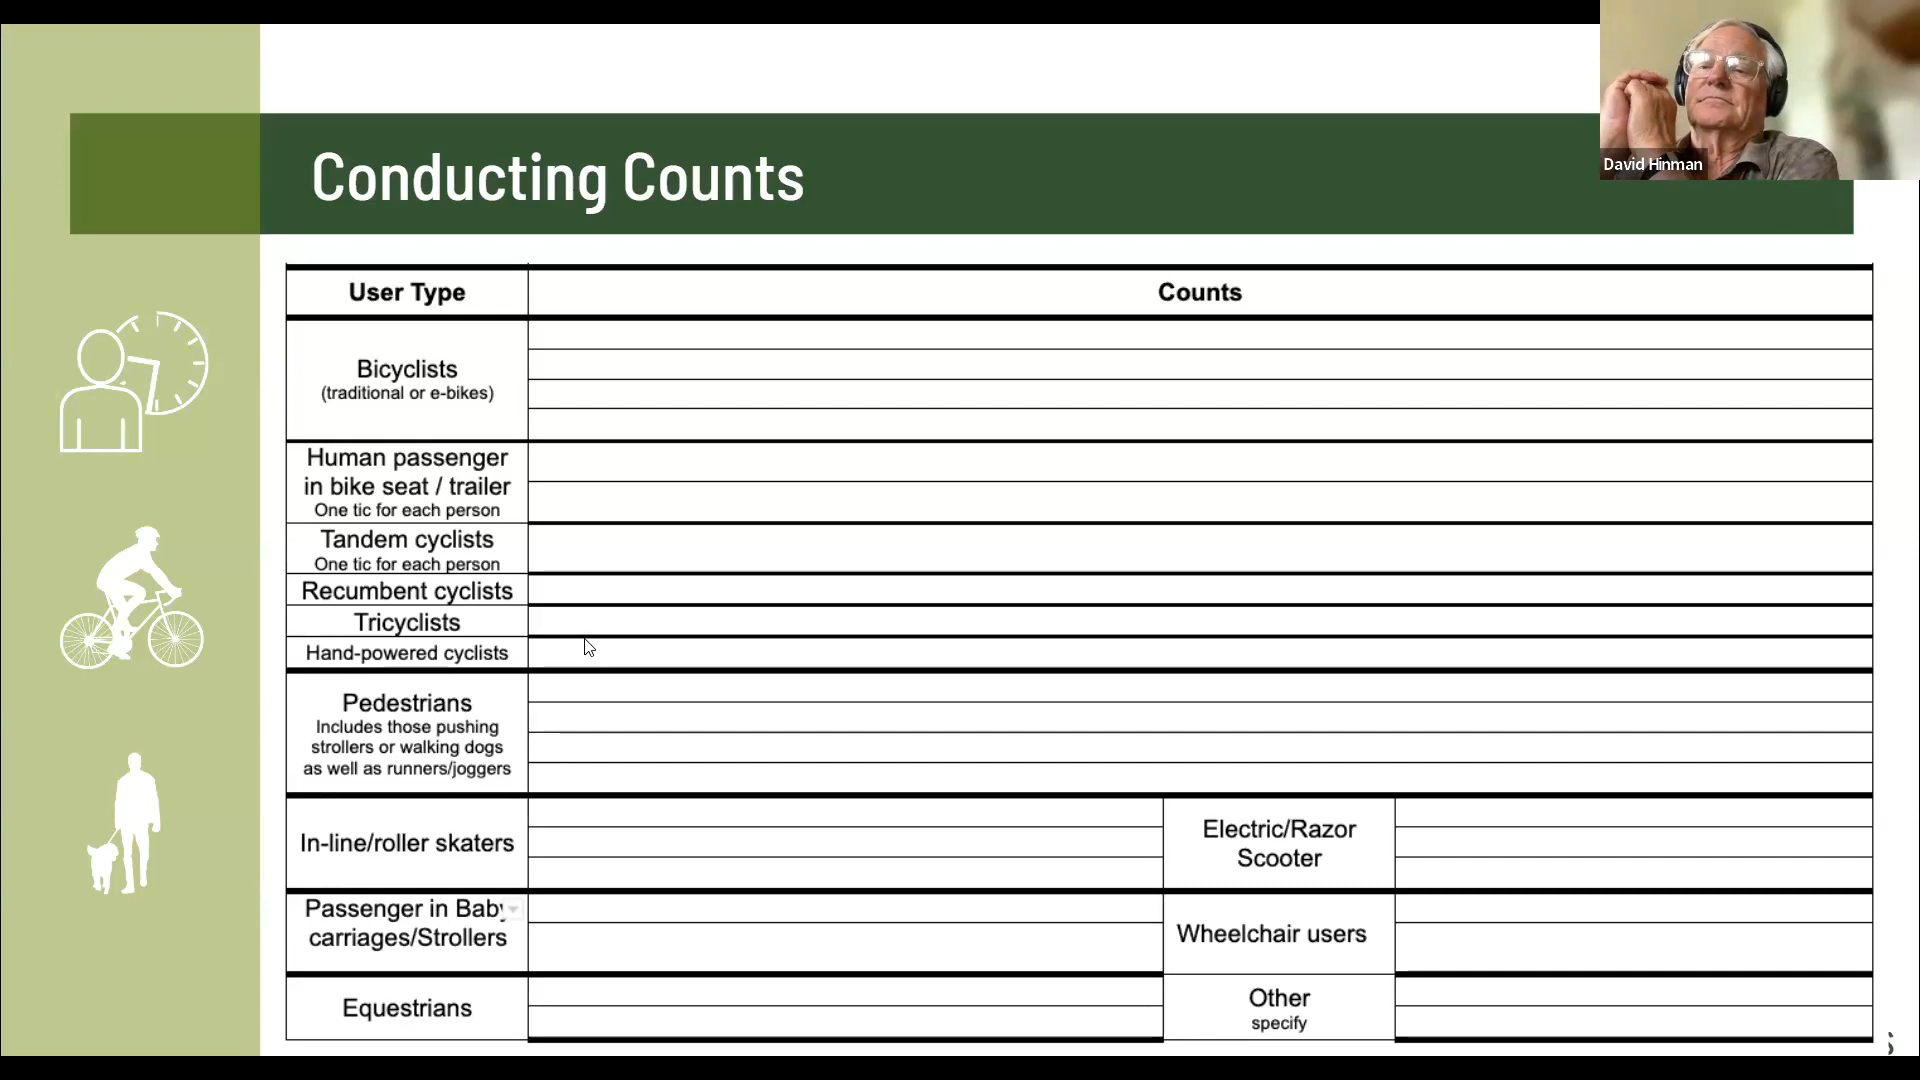 David Hinman
Conducting Counts
User Type
Counts
Bicyclists
(traditional or e-bikes)
Human passenger
in bike seat / trailer
One tic for each person
Tandem cyclists
One tic for each person
Recumbent cyclists
Tricyclists
Hand-powered cyclists
Pedestrians
Includes those pushing
strollers or walking dogs
as well as runners/joggers
In-line/roller skaters
Electric/Razor
Scooter
Passenger in Baby
carriages/Strollers
Wheelchair users
Equestrians
Other
specify